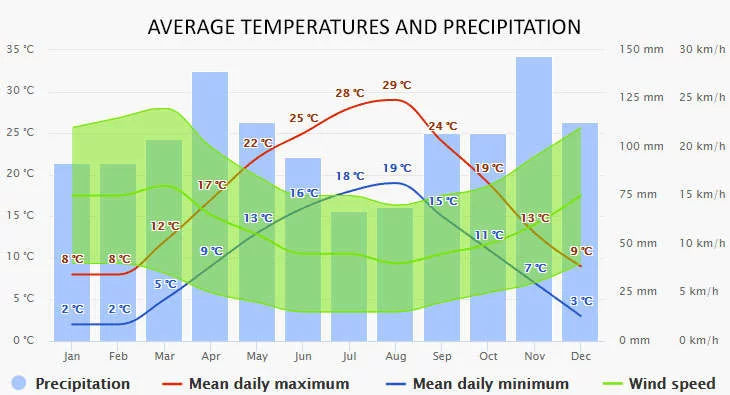 AVERAGE TEMPERATURES AND PRECIPITATION
35 °C 150 mm 30 km/h
30 °C 29 °C 125 mm 25 km/h
28 °C
25 °C 22 °C 25 °C 24 °C 100 mm 20 km/h
20 °C 17 °C 16 °C 18 °C 19 °C 19 °C 75 mm 15 km/h
15 °C 12 °C 13 °C 15 °C 13 °C
10 °C 8 °C 8 °C 9 °C 11 °C 9 °C 50 mm 10 km/h
5 °C 2 °C 2 °C 5 °C 7 °C 3 °C 25 mm 5 km/h
0 °C 0 mm 0 km/h
Jan Feb Mar Apr May Jun Jul Aug Sep Oct Nov Dec
Precipitation Mean daily maximum Mean daily minimum Wind speed